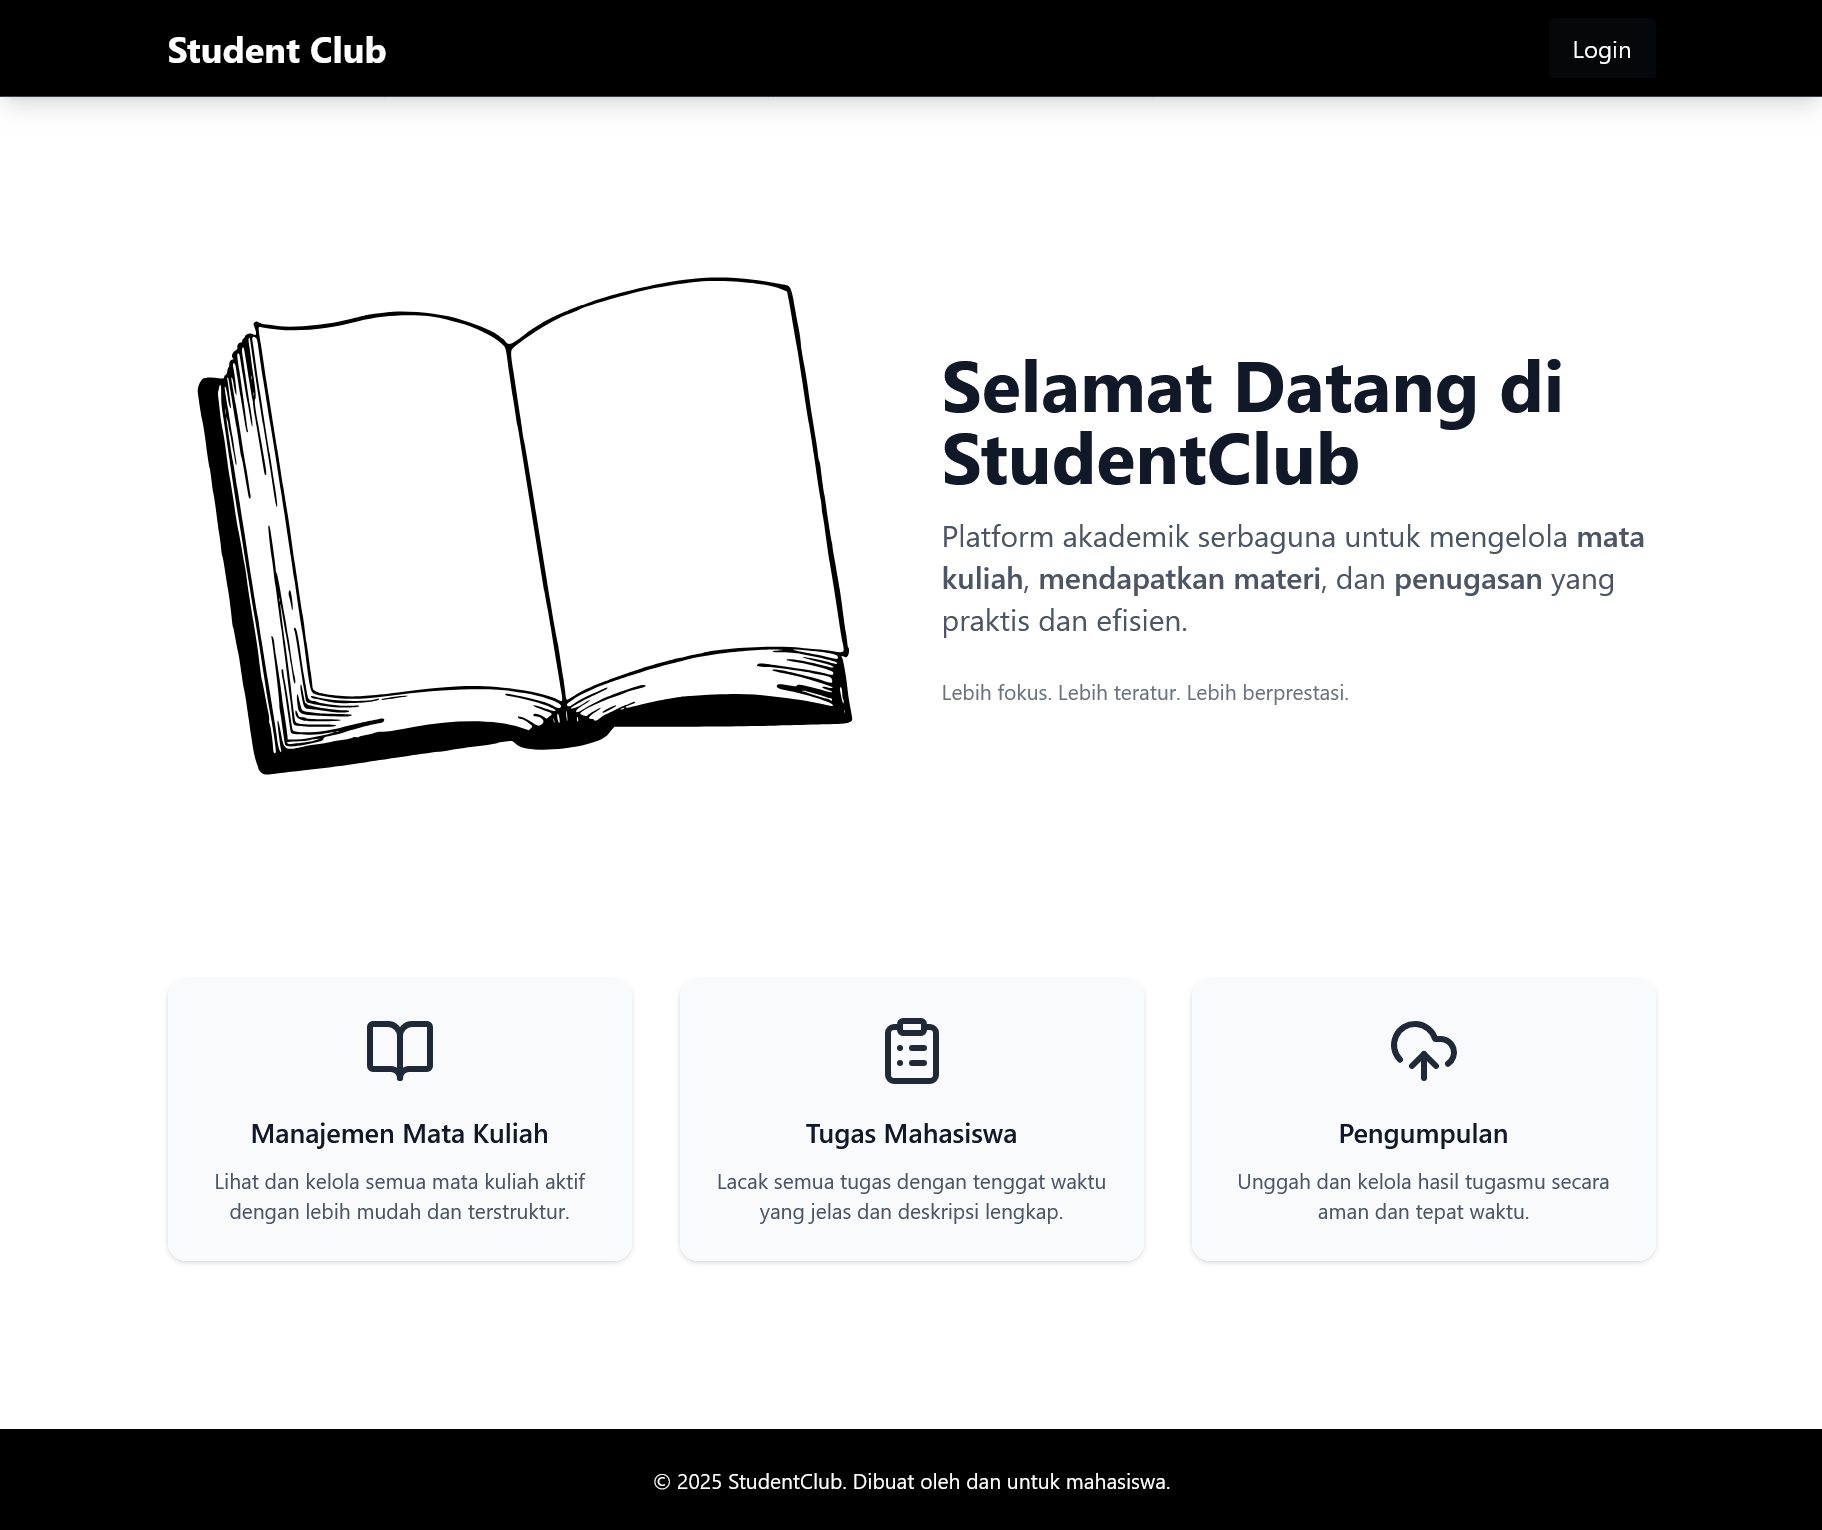 Student Club
Login
Selamat Datang di
StudentClub
Platform akademik serbaguna untuk mengelola mata
kuliah, mendapatkan materi, dan penugasan yang
praktis dan efisien.
Lebih fokus. Lebih teratur. Lebih berprestasi.
Manajemen Mata Kuliah
Lihat dan kelola semua mata kuliah aktif
dengan lebih mudah dan terstruktur.
Tugas Mahasiswa
Lacak semua tugas dengan tenggat waktu
yang jelas dan deskripsi lengkap.
Pengumpulan
Unggah dan kelola hasil tugasmu secara
aman dan tepat waktu.
© 2025 StudentClub. Dibuat oleh dan untuk mahasiswa.